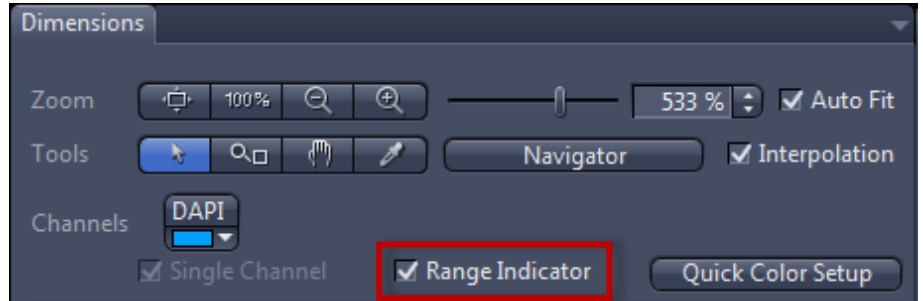 Dimensions
Zoom 100% 533 % Auto Fit
Tools Navigator Interpolation
Channels DAPI
Single Channel Range Indicator Quick Color Setup